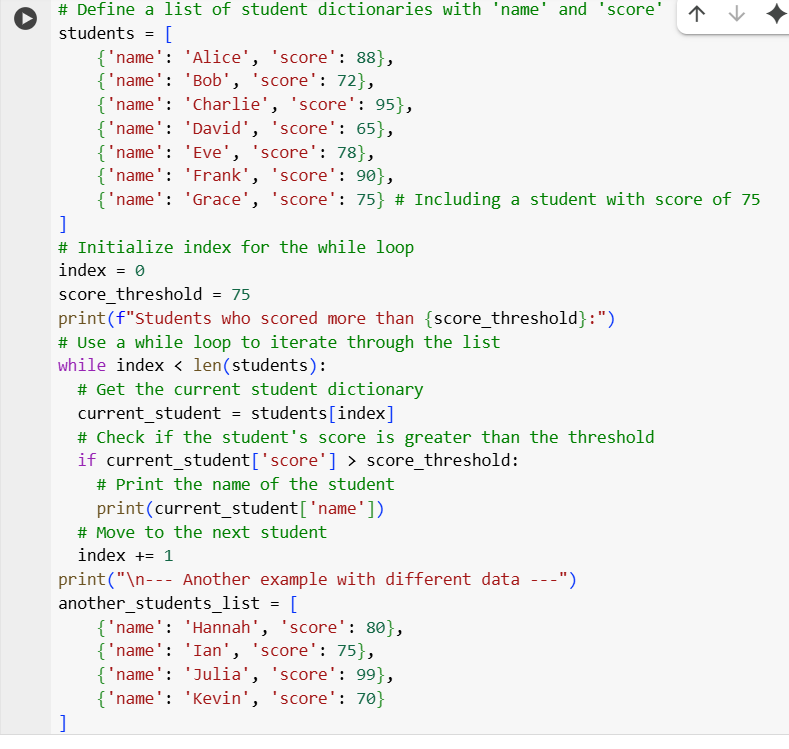 # Define a list of student dictionaries with 'name' and 'score'
students = [
    {'name': 'Alice', 'score': 88},
    {'name': 'Bob', 'score': 72},
    {'name': 'Charlie', 'score': 95},
    {'name': 'David', 'score': 65},
    {'name': 'Eve', 'score': 78},
    {'name': 'Frank', 'score': 90},
    {'name': 'Grace', 'score': 75} # Including a student with score of 75
]
# Initialize index for the while loop
index = 0
score_threshold = 75
print(f"Students who scored more than {score_threshold}:")
# Use a while loop to iterate through the list
while index < len(students):
  # Get the current student dictionary
  current_student = students[index]
  # Check if the student's score is greater than the threshold
  if current_student['score'] > score_threshold:
    # Print the name of the student
    print(current_student['name'])
  # Move to the next student
  index += 1
print("\n--- Another example with different data ---")
another_students_list = [
    {'name': 'Hannah', 'score': 80},
    {'name': 'Ian', 'score': 75},
    {'name': 'Julia', 'score': 99},
    {'name': 'Kevin', 'score': 70}
]